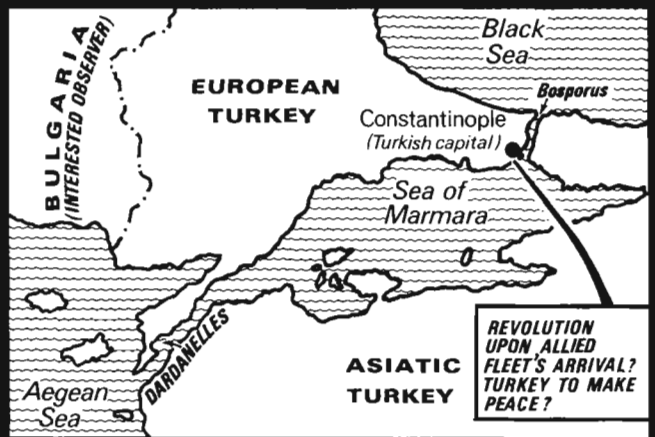 Black
Sea
BULGARIA
(INTERESTED OBSERVER)
EUROPEAN
TURKEY
Bosporus
Constantinople
(Turkish capital)
Sea of
Marmara
DARDANELLES
Aegean
Sea
ASIATIC
TURKEY
REVOLUTION
UPON ALLIED
FLEET'S ARRIVAL?
TURKEY TO MAKE
PEACE?